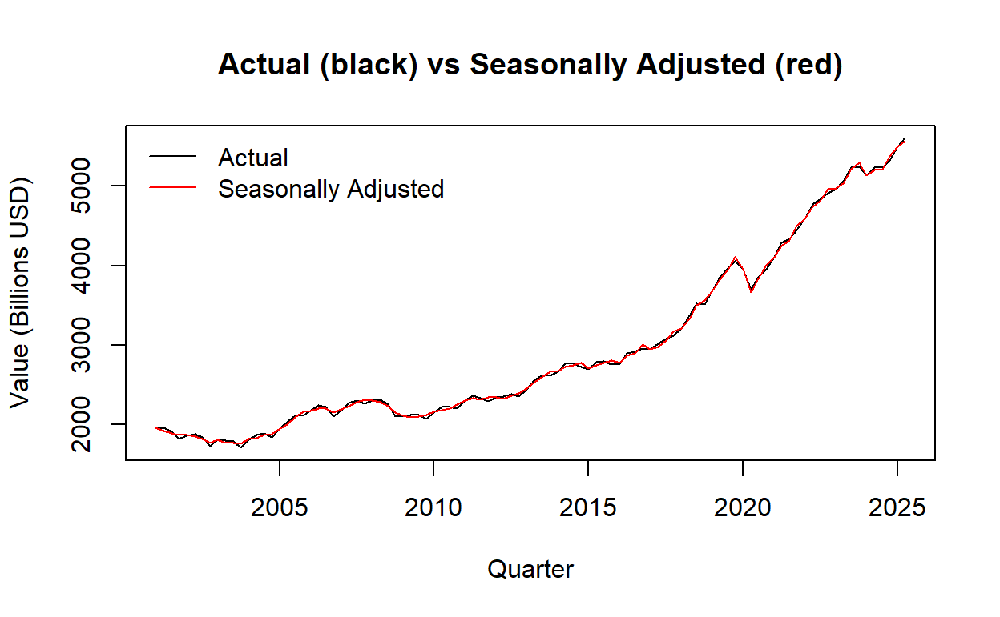 Actual (black) vs Seasonally Adjusted (red)
Actual
Seasonally Adjusted
Value (Billions USD)
5000
4000
3000
2000
2005 2010 2015 2020 2025
Quarter